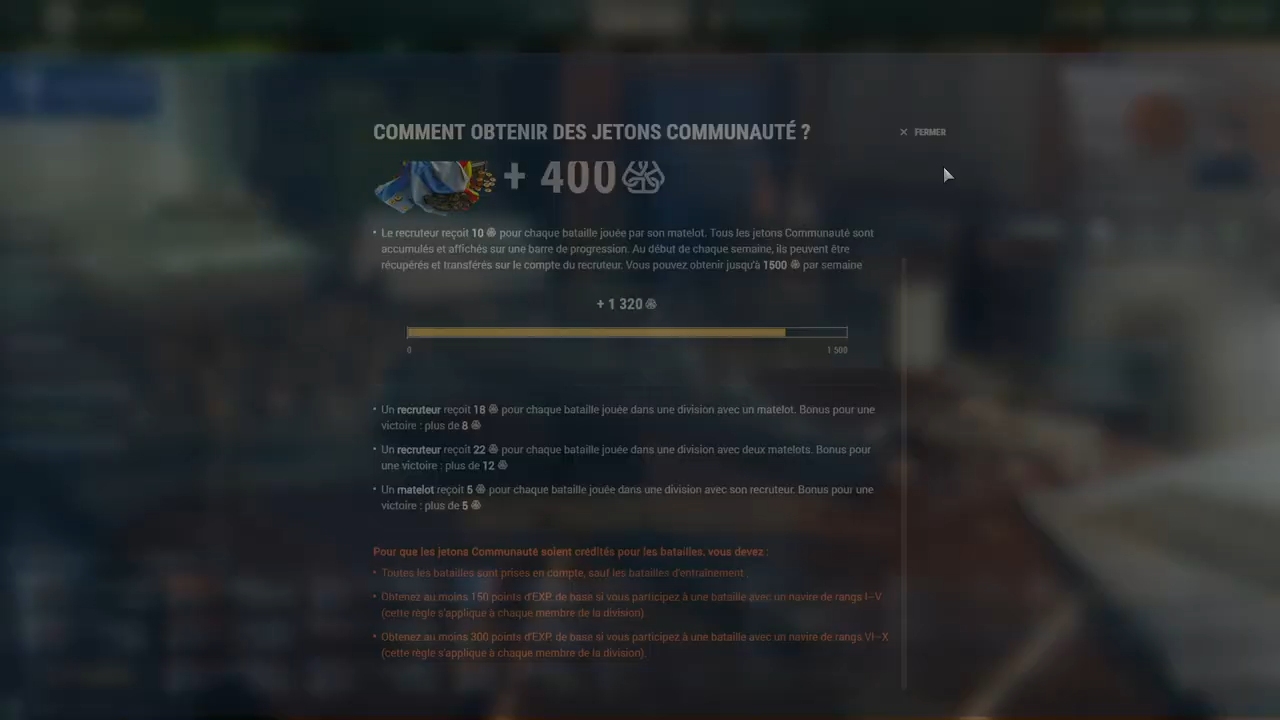 COMMENT OBTENIR DES JETONS COMMUNAUTÉ ?
× FERMER
+ 400
• Le recruteur reçoit 10 pour chaque bataille jouée par son matelot. Tous les jetons Communauté sont
accumulés et affichés sur une barre de progression. Au début de chaque semaine, ils peuvent être
récupérés et transférés sur le compte du recruteur. Vous pouvez obtenir jusqu'à 1500 par semaine
+ 1 320
0 1 500
• Un recruteur reçoit 18 pour chaque bataille jouée dans une division avec un matelot. Bonus pour une
victoire : plus de 8
• Un recruteur reçoit 22 pour chaque bataille jouée dans une division avec deux matelots. Bonus pour
une victoire : plus de 12
• Un matelot reçoit 5 pour chaque bataille jouée dans une division avec son recruteur. Bonus pour une
victoire : plus de 5
Pour que les jetons Communauté soient crédités pour les batailles, vous devez :
• Toutes les batailles sont prises en compte, sauf les batailles d'entraînement ;
• Obtenez au moins 150 points d'EXP. de base si vous participez à une bataille avec un navire de rangs I–V
(cette règle s'applique à chaque membre de la division)
• Obtenez au moins 300 points d'EXP. de base si vous participez à une bataille avec un navire de rangs VI–X
(cette règle s'applique à chaque membre de la division).